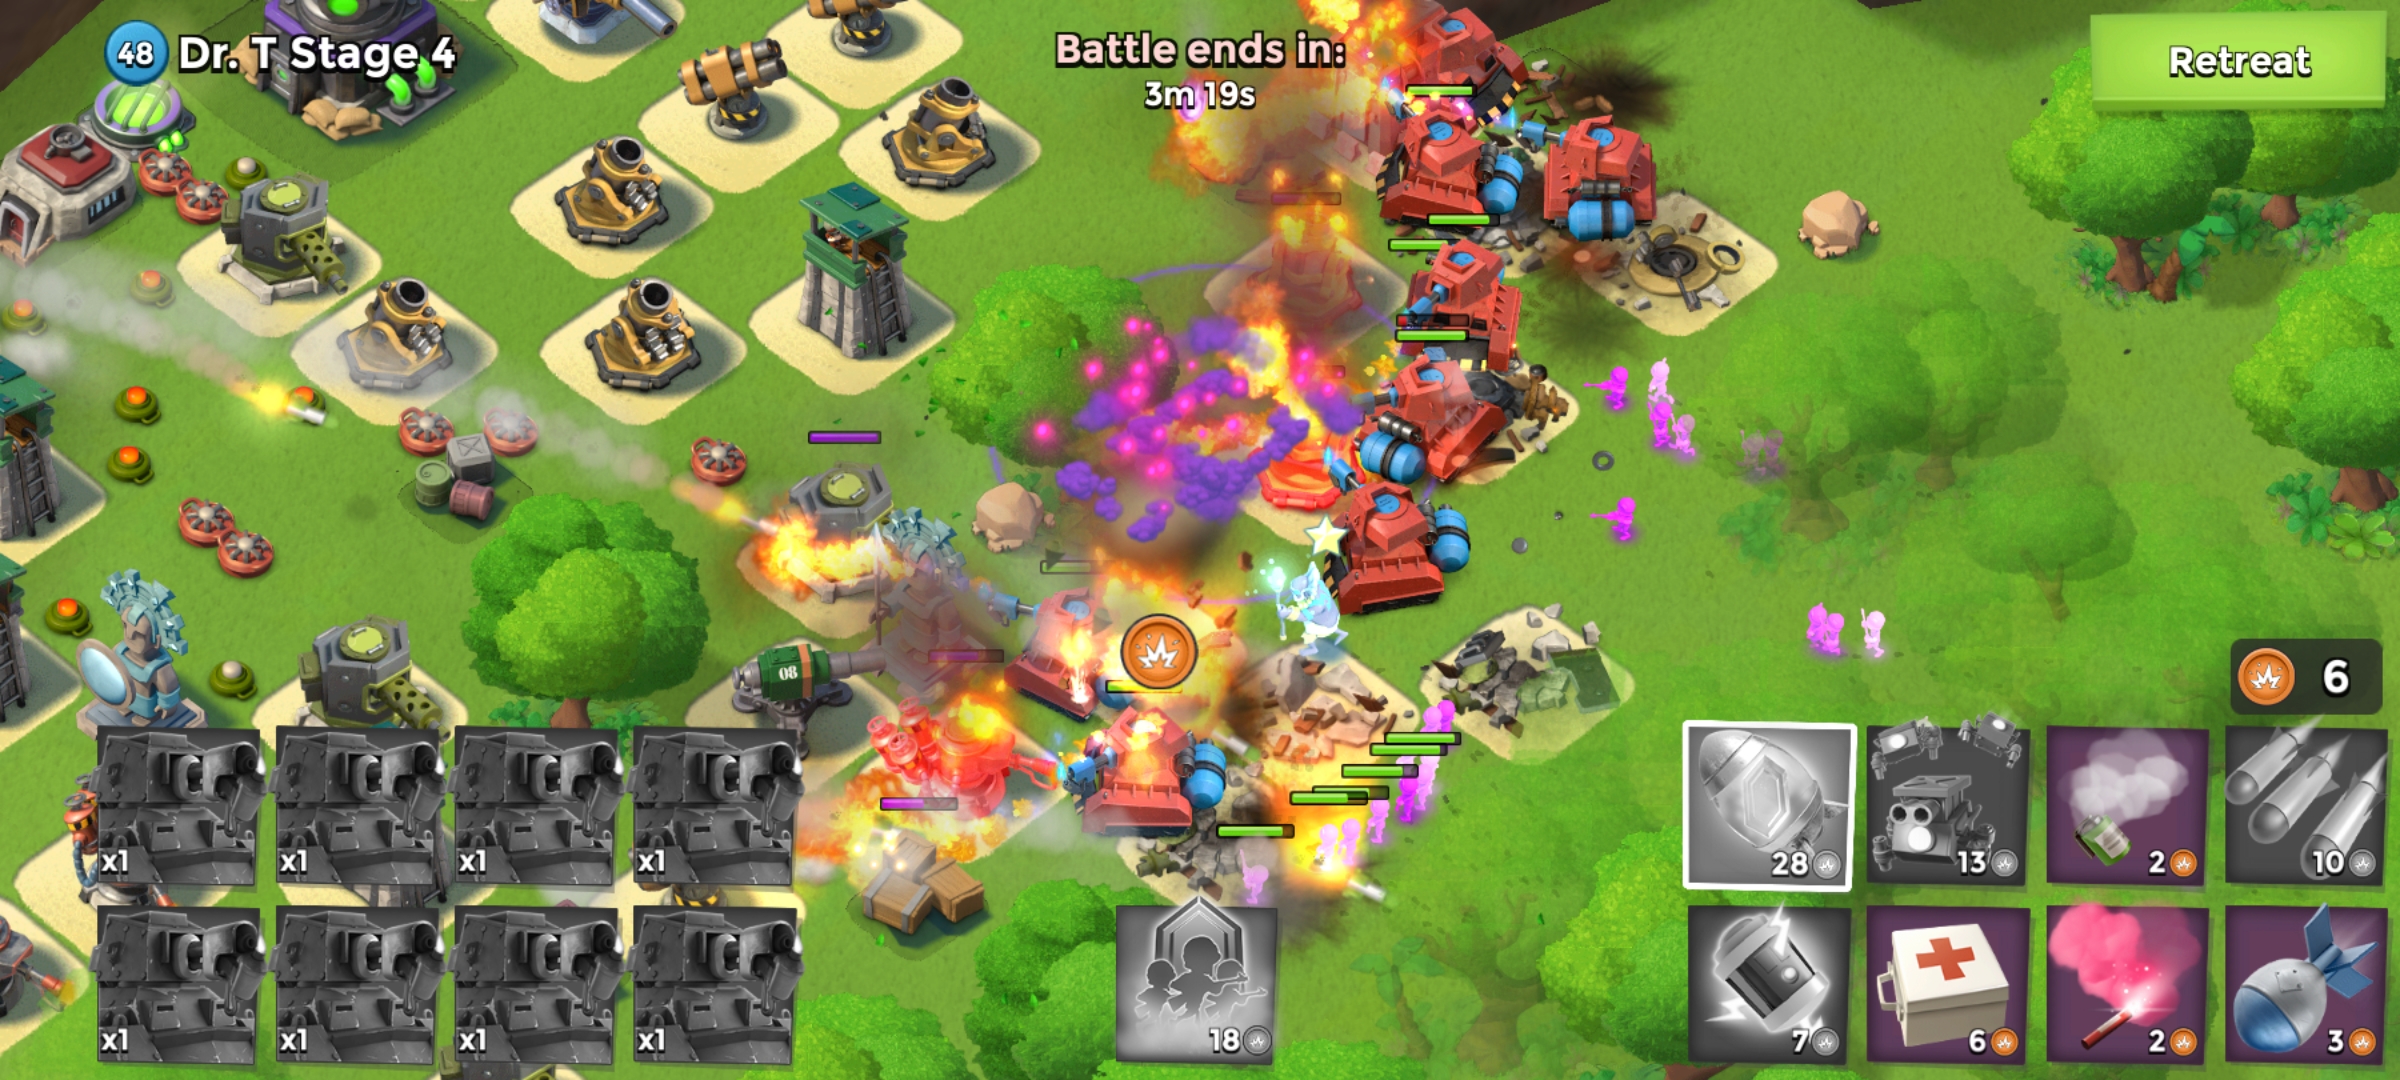 48 Dr. T Stage 4
Battle ends in:
3m 19s
Retreat
08
6
x1 x1 x1 x1
28 13 2 10
x1 x1 x1 x1
18
7 6 2 3